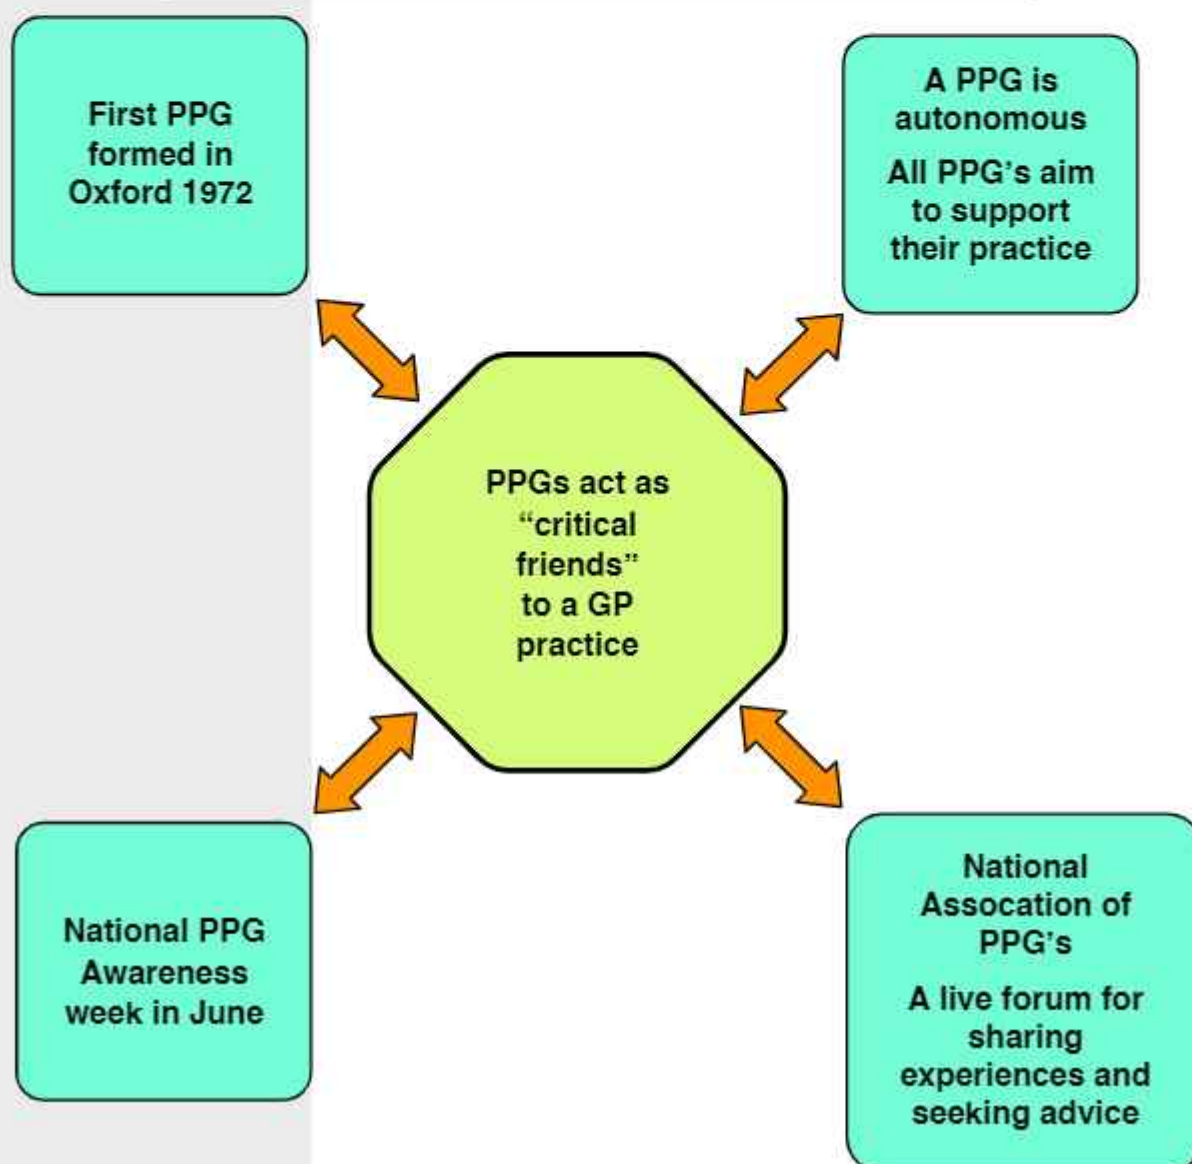 First PPG
formed in
Oxford 1972
A PPG is
autonomous
All PPG’s aim
to support
their practice
PPGs act as
“critical
friends”
to a GP
practice
National PPG
Awareness
week in June
National
Assocation of
PPG’s
A live forum for
sharing
experiences and
seeking advice